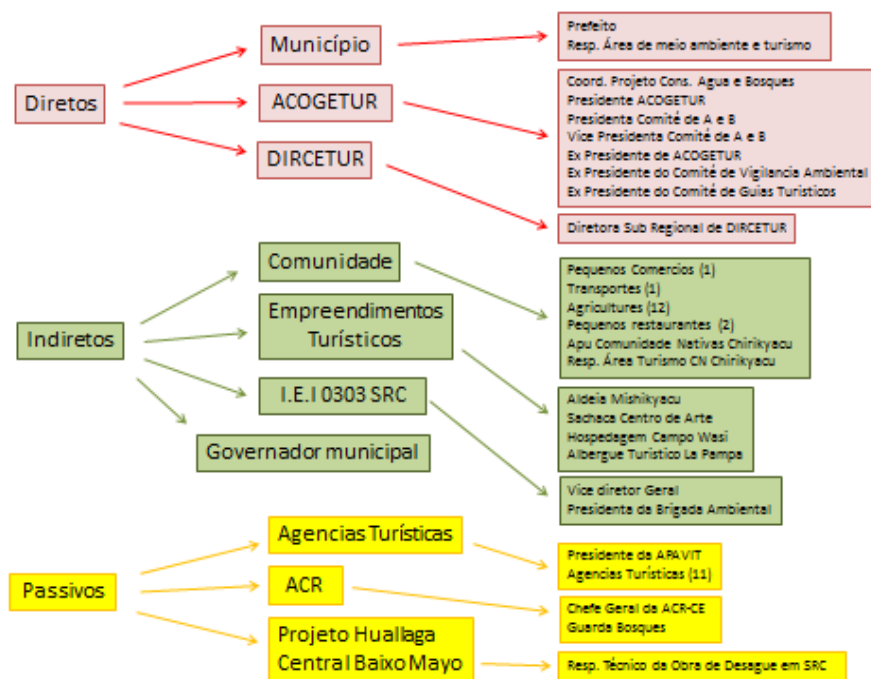 Diretos
Município
ACOGETUR
DIRCETUR
Prefeito
Resp. Área de meio ambiente e turismo
Coord. Projeto Cons. Agua e Bosques
Presidente ACOGETUR
Presidenta Comité de A e B
Vice Presidenta Comité de A e B
Ex Presidente de ACOGETUR
Ex Presidente do Comité de Vigilancia Ambiental
Ex Presidente do Comité de Guias Turisticos
Diretora Sub Regional de DIRCETUR
Indiretos
Comunidade
Empreendimentos
Turísticos
I.E.I 0303 SRC
Governador municipal
Pequenos Comercios (1)
Transportes (1)
Agricultures (12)
Pequenos restaurantes (2)
Apu Comunidade Nativas Chirikyacu
Resp. Área Turismo CN Chirikyacu
Aldeia Mishikyacu
Sachaca Centro de Arte
Hospedagem Campo Wasi
Albergue Turistico La Pampa
Vice diretor Geral
Presidenta da Brigada Ambiental
Passivos
Agencias Turísticas
ACR
Projeto Huallaga
Central Baixo Mayo
Presidente da APAVIT
Agencias Turísticas (11)
Chefe Geral da ACR-CE
Guarda Bosques
Resp. Técnico da Obra de Desague em SRC